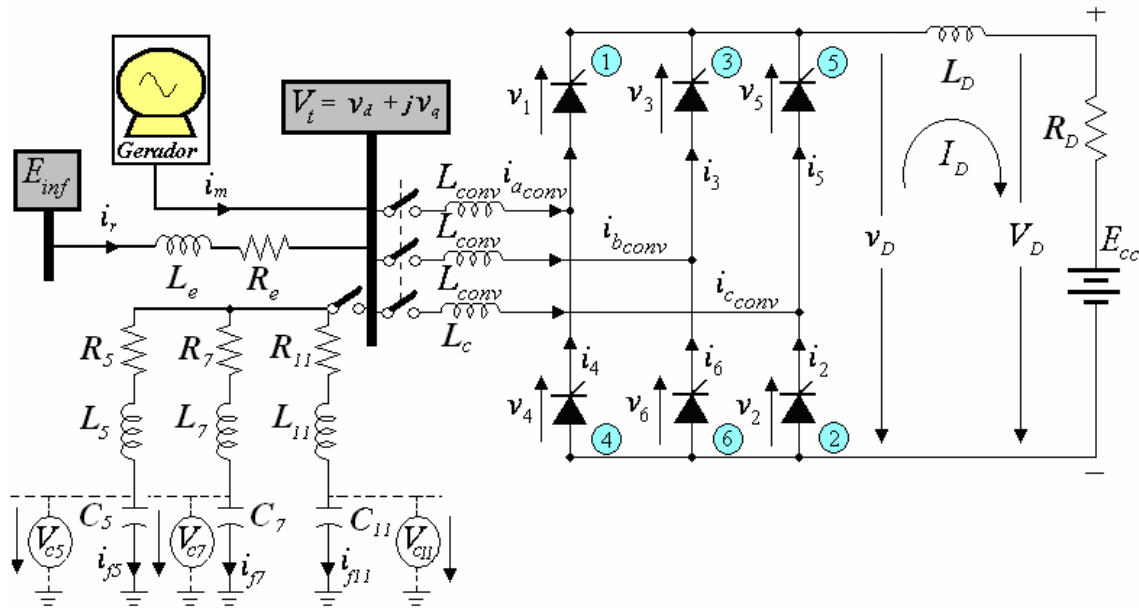 Gerador
V_t = v_d + jv_q
E_inf
i_m
i_r
L_e
R_e
L_conv
i_a_conv
L_conv
i_b_conv
L_conv
i_c_conv
L_c
R_5
R_7
R_11
L_5
L_7
L_11
C_5
C_7
C_11
V_c5
V_c7
V_c11
i_f5
i_f7
i_f11
1
3
5
v_1
v_3
v_5
i_3
i_5
i_4
i_6
i_2
v_4
v_6
v_2
4
6
2
+
L_D
R_D
I_D
v_D
V_D
E_cc
–